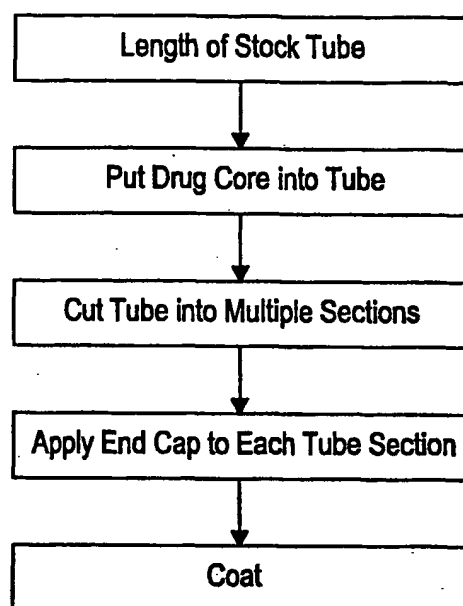 Length of Stock Tube
Put Drug Core into Tube
Cut Tube into Multiple Sections
Apply End Cap to Each Tube Section
Coat